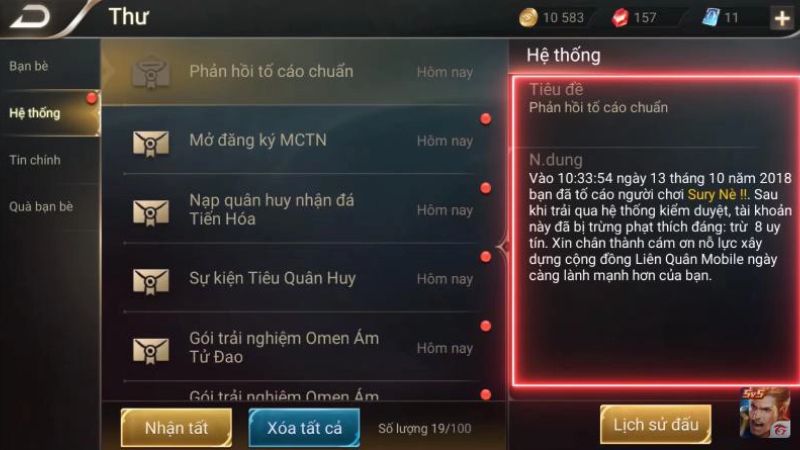 Thư
10 583
157
11
Bạn bè
Hệ thống
Tin chính
Quà bạn bè
Phản hồi tố cáo chuẩn
Hôm nay
Mở đăng ký MCTN
Hôm nay
Nạp quân huy nhận đá
Tiến Hóa
Hôm nay
Sự kiện Tiêu Quân Huy
Hôm nay
Gói trải nghiệm Omen Ám
Tử Đao
Hôm nay
Gói trải nghiệm Omen Ám
Nhận tất
Xóa tất cả
Số lượng 19/100
Hệ thống
Tiêu đề
Phản hồi tố cáo chuẩn
N.dung
Vào 10:33:54 ngày 13 tháng 10 năm 2018
bạn đã tố cáo người chơi Sury Nè !!. Sau
khi trải qua hệ thống kiểm duyệt, tài khoản
này đã bị trừng phạt thích đáng: trừ 8 uy
tín. Xin chân thành cám ơn nỗ lực xây
dựng cộng đồng Liên Quân Mobile ngày
càng lành mạnh hơn của bạn.
Lịch sử đấu
5v5